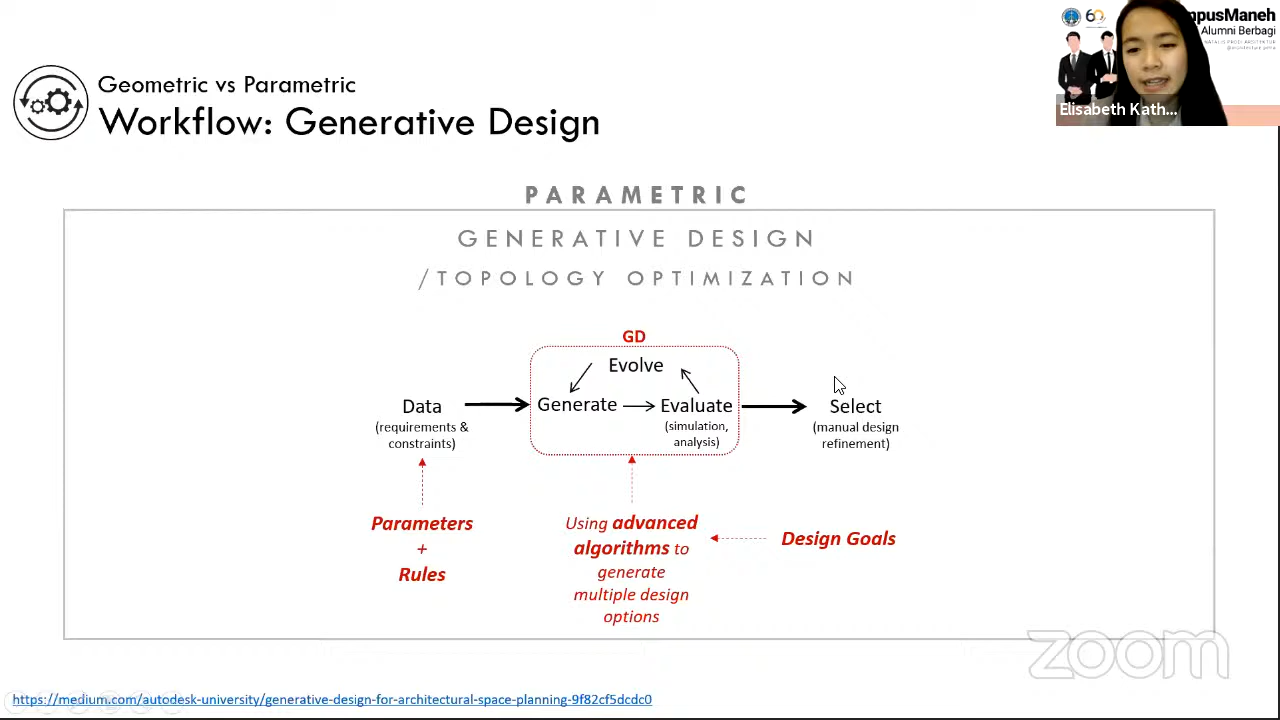 60
mpusManeh
Alumni Berbagi
Elisabeth Kath...
Geometric vs Parametric
Workflow: Generative Design
PARAMETRIC
GENERATIVE DESIGN
/TOPOLOGY OPTIMIZATION
GD
Evolve
Data
Generate
Evaluate
Select
(requirements &
constraints)
(simulation,
analysis)
(manual design
refinement)
Parameters
+
Rules
Using advanced
algorithms to
generate
multiple design
options
Design Goals
zoom
https://medium.com/autodesk-university/generative-design-for-architectural-space-planning-9f82cf5dcdc0